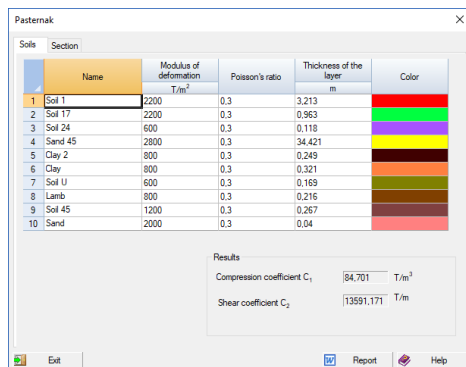 Pasternak
Soils Section
Name Modulus of deformation Poisson's ratio Thickness of the layer Color
T/m² m
1 Soil 1 2200 0,3 3,213
2 Soil 17 2200 0,3 0,963
3 Soil 24 600 0,3 0,118
4 Sand 45 2800 0,3 34,421
5 Clay 2 800 0,3 0,249
6 Clay 800 0,3 0,321
7 Soil U 600 0,3 0,169
8 Lamb 800 0,3 0,216
9 Soil 45 1200 0,3 0,267
10 Sand 2000 0,3 0,04
Results
Compression coefficient C₁ 84,701 T/m³
Shear coefficient C₂ 13591,171 T/m
Exit W Report Help